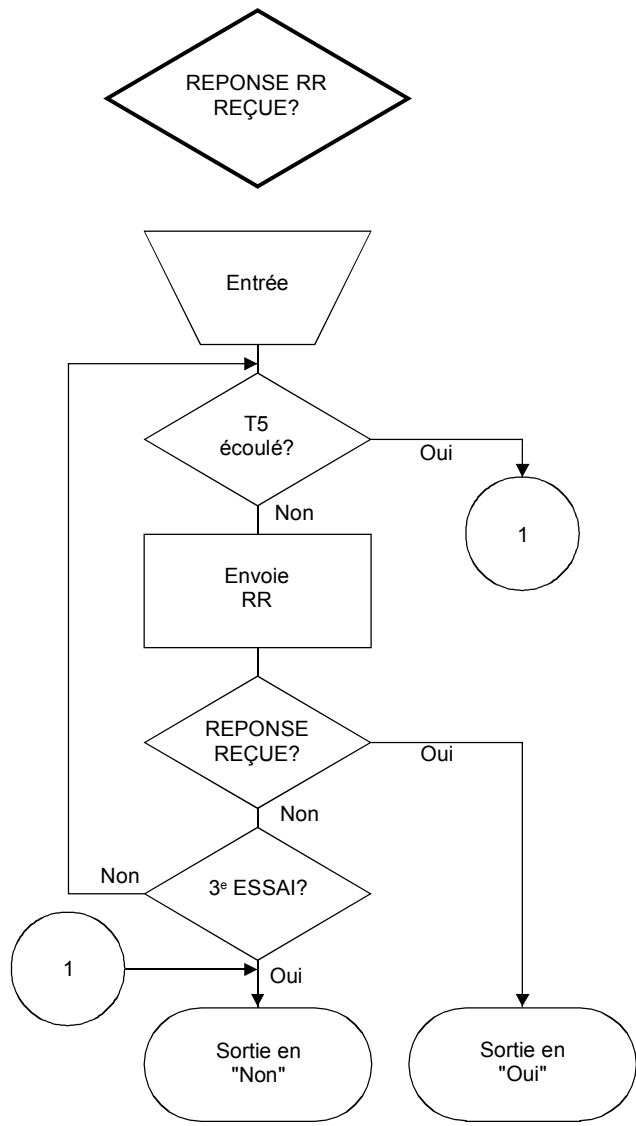 REPONSE RR
REÇUE?
Entrée
T5
écoulé?
Oui
Non
1
Envoie
RR
REPONSE
REÇUE?
Oui
Non
Non
3e ESSAI?
1
Oui
Sortie en
"Non"
Sortie en
"Oui"